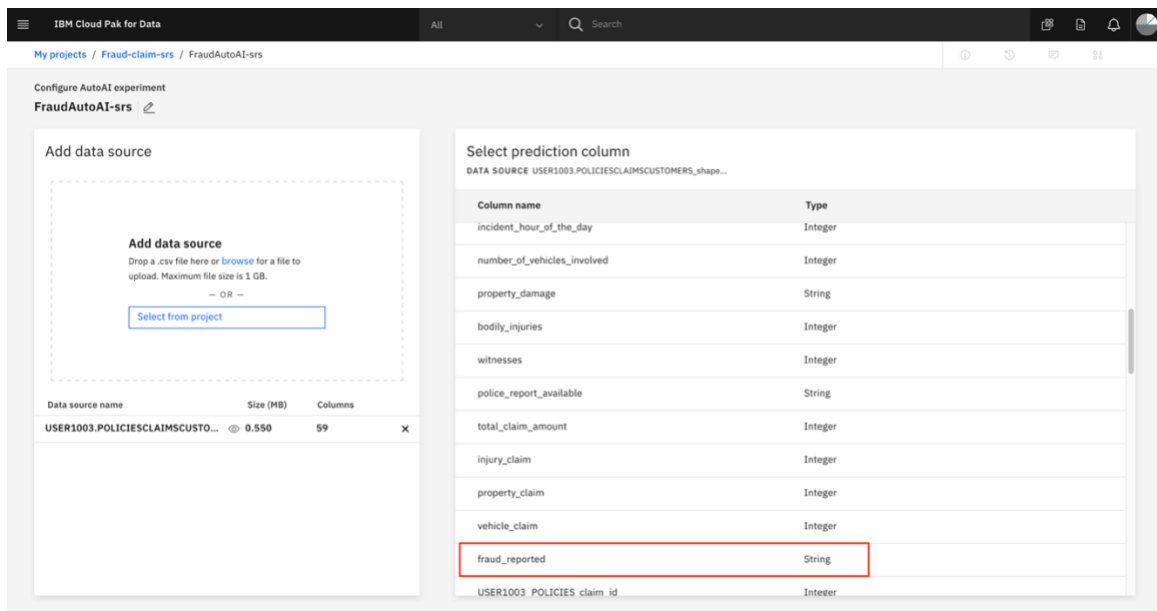 IBM Cloud Pak for Data
All
Search
My projects / Fraud-claim-srs / FraudAutoAI-srs
Configure AutoAI experiment
FraudAutoAI-srs
Add data source
Add data source
Drop a .csv file here or browse for a file to
upload. Maximum file size is 1 GB.
— OR —
Select from project
Data source name Size (MB) Columns
USER1003.POLICIESCLAIMSCUSTO... 0.550 59
Select prediction column
DATA SOURCE USER1003.POLICIESCLAIMSCUSTOMERS_shape...
Column name Type
incident_hour_of_the_day Integer
number_of_vehicles_involved Integer
property_damage String
bodily_injuries Integer
witnesses Integer
police_report_available String
total_claim_amount Integer
injury_claim Integer
property_claim Integer
vehicle_claim Integer
fraud_reported String
USER1003_POLICIES_claim_id Integer